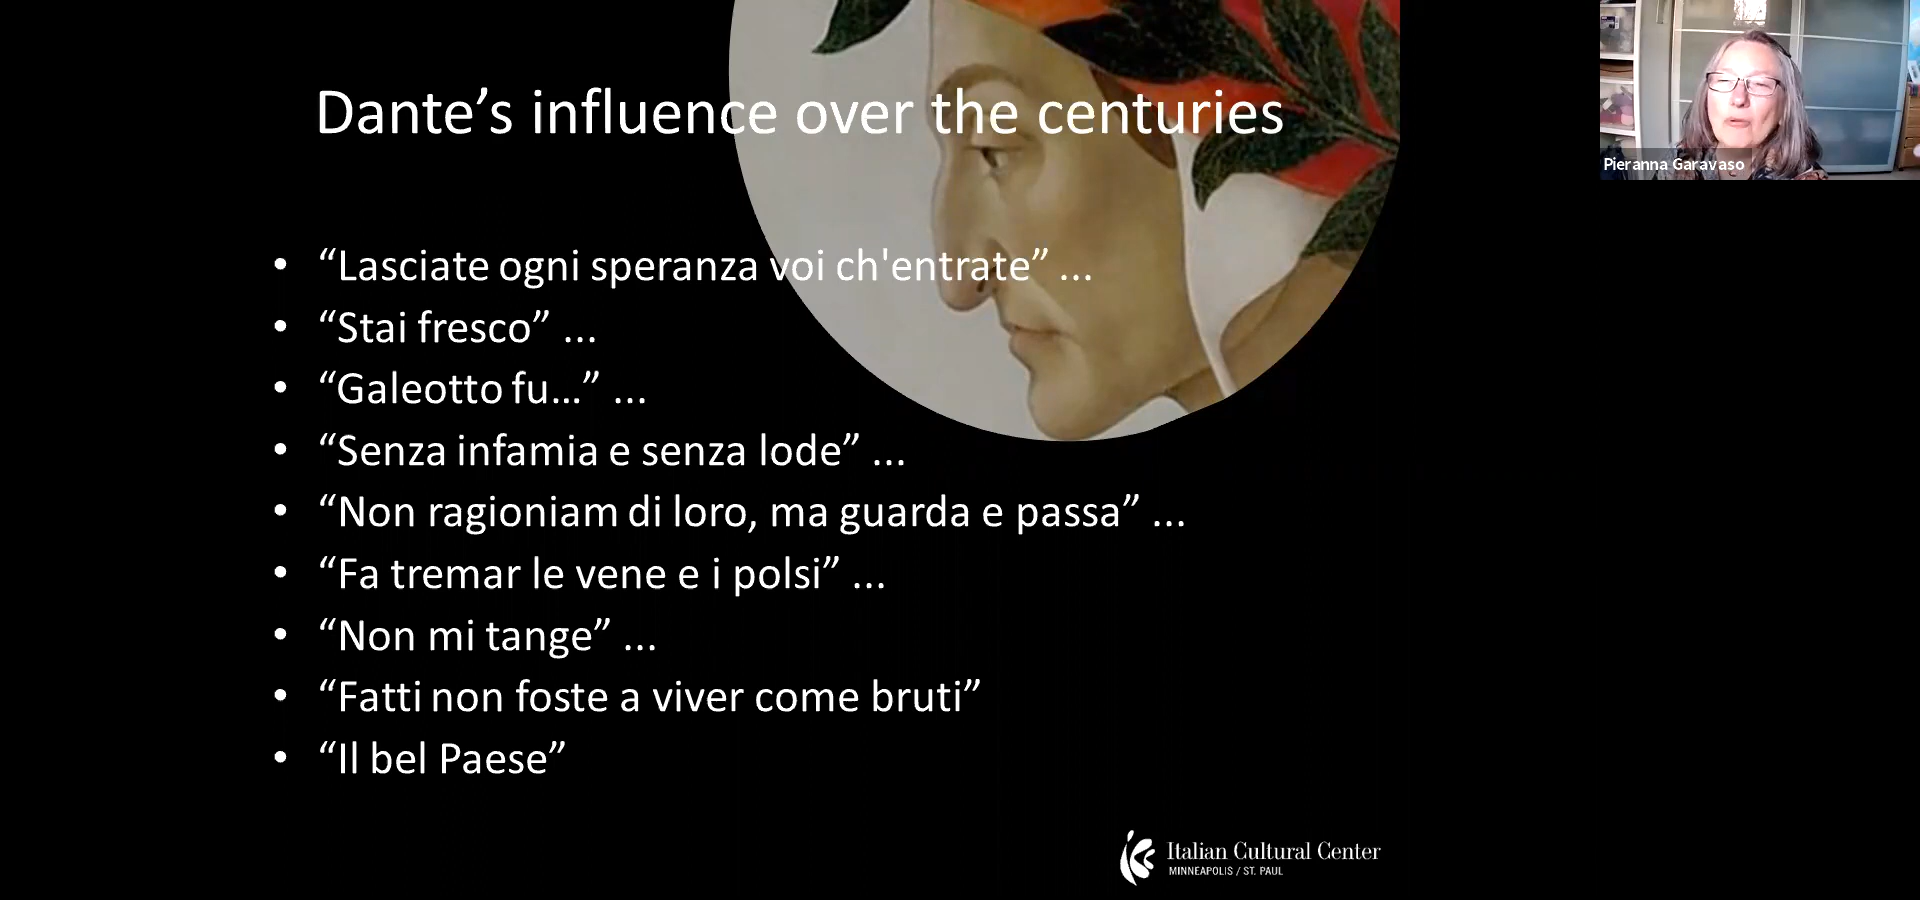 Dante’s influence over the centuries
• “Lasciate ogni speranza voi ch'entrate” ...
• “Stai fresco” ...
• “Galeotto fu...” ...
• “Senza infamia e senza lode” ...
• “Non ragioniam di loro, ma guarda e passa” ...
• “Fa tremar le vene e i polsi” ...
• “Non mi tange” ...
• “Fatti non foste a viver come bruti”
• “Il bel Paese”
Pieranna Garavaso
Italian Cultural Center
MINNEAPOLIS / ST. PAUL